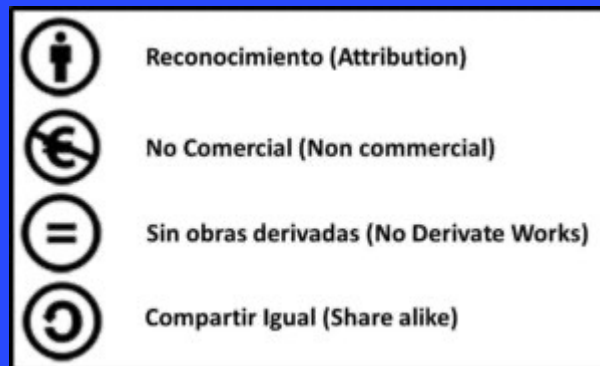 Reconocimiento (Attribution)
No Comercial (Non commercial)
Sin obras derivadas (No Derivate Works)
Compartir Igual (Share alike)